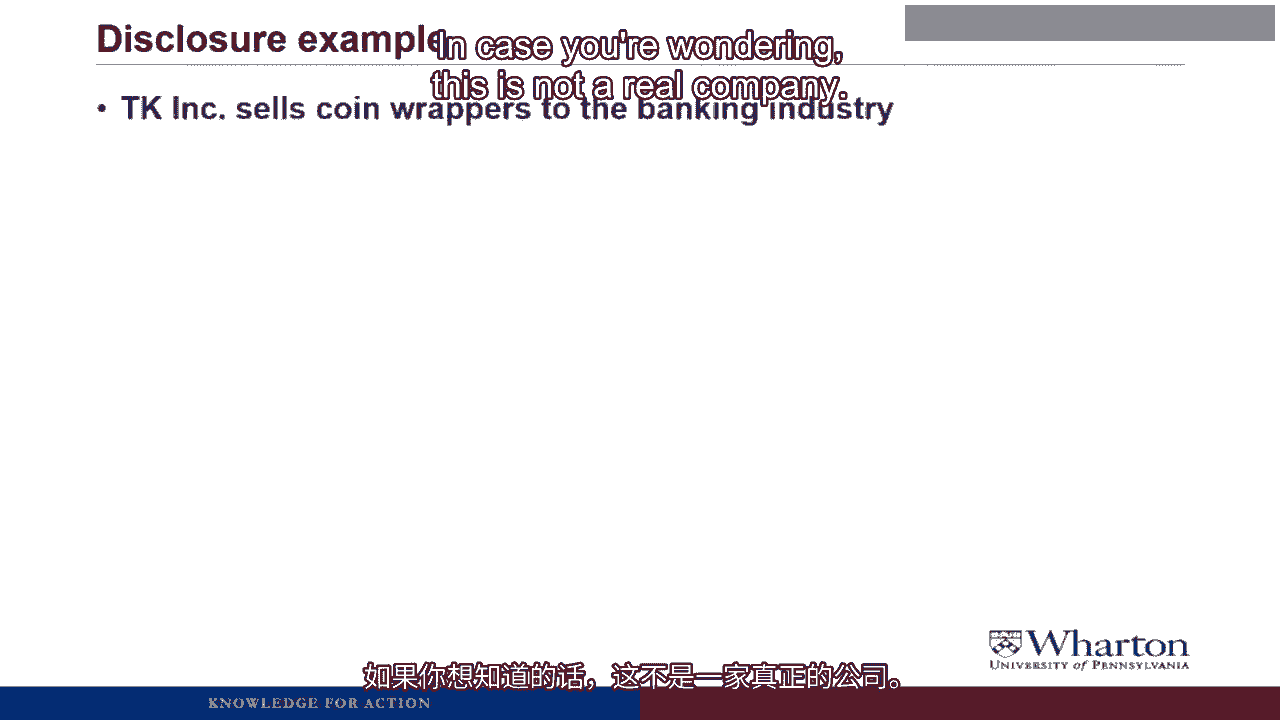 Disclosure example
In case you're wondering,
this is not a real company.
• TK Inc. sells coin wrappers to the banking industry
Wharton
UNIVERSITY of PENNSYLVANIA
如果你想知道的话，这不是一家真正的公司。
KNOWLEDGE FOR ACTION